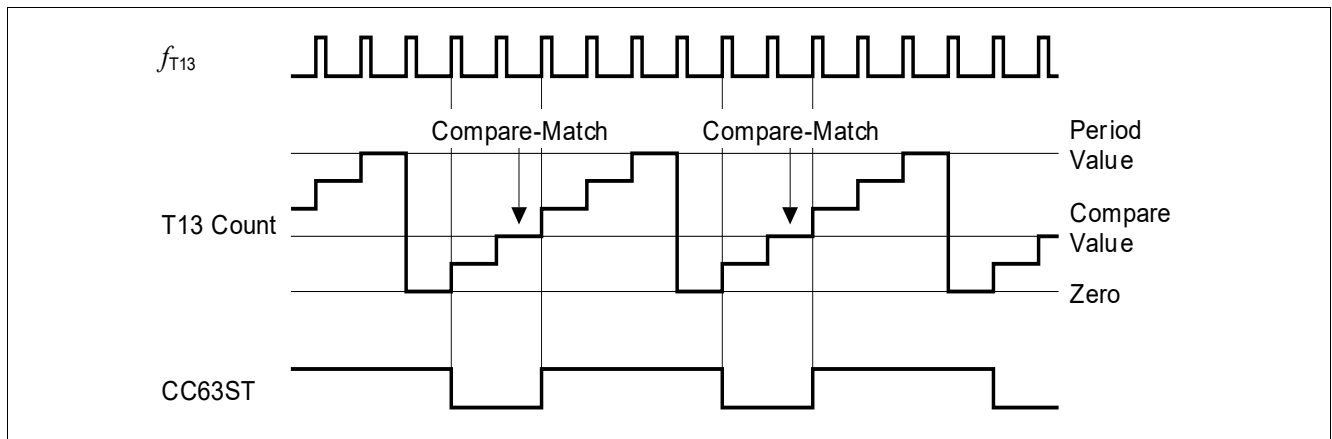 fT13
Compare-Match
Compare-Match
Period
Value
T13 Count
Compare
Value
Zero
CC63ST